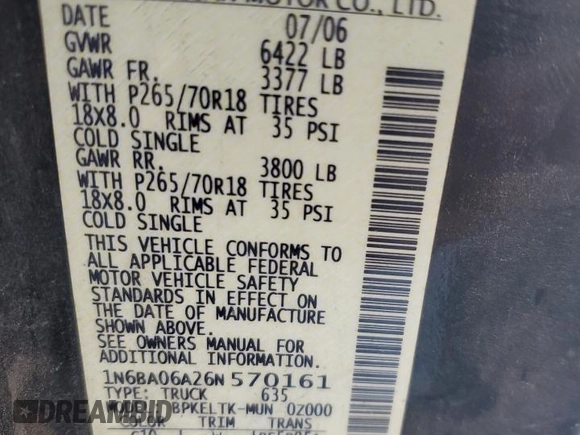 MOTOR CO., LTD.
DATE 07/06
GVWR 6422 LB
GAWR FR. 3377 LB
WITH P265/70R18 TIRES
18X8.0 RIMS AT 35 PSI
COLD SINGLE
GAWR RR. 3800 LB
WITH P265/70R18 TIRES
18X8.0 RIMS AT 35 PSI
COLD SINGLE
THIS VEHICLE CONFORMS TO
ALL APPLICABLE FEDERAL
MOTOR VEHICLE SAFETY
STANDARDS IN EFFECT ON
THE DATE OF MANUFACTURE
SHOWN ABOVE.
SEE OWNERS MANUAL FOR
ADDITIONAL INFORMATION.
1N6BA06A26N570161
TYPE: TRUCK 635
02000
COLOR TRIM TRANS
DREAMBID